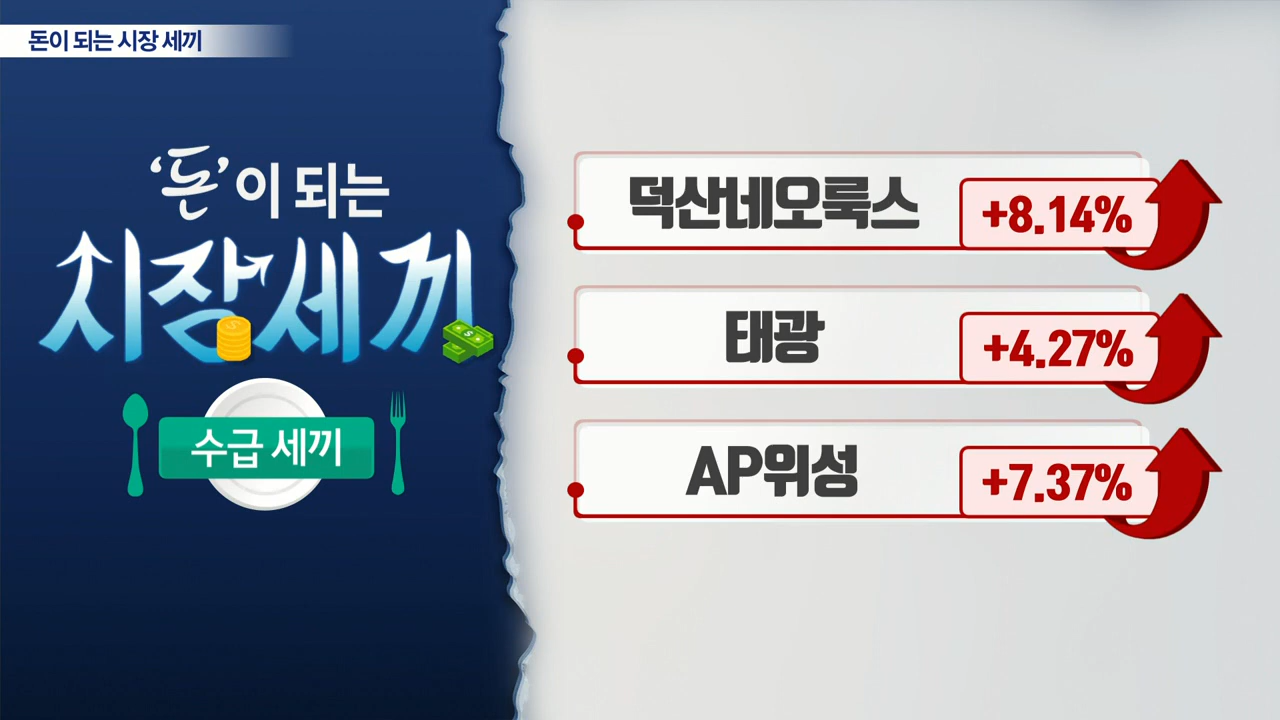 돈이 되는 시장 세끼
‘돈’이 되는
시장세끼
수급 세끼
덕산네오룩스
+8.14%
태광
+4.27%
AP위성
+7.37%